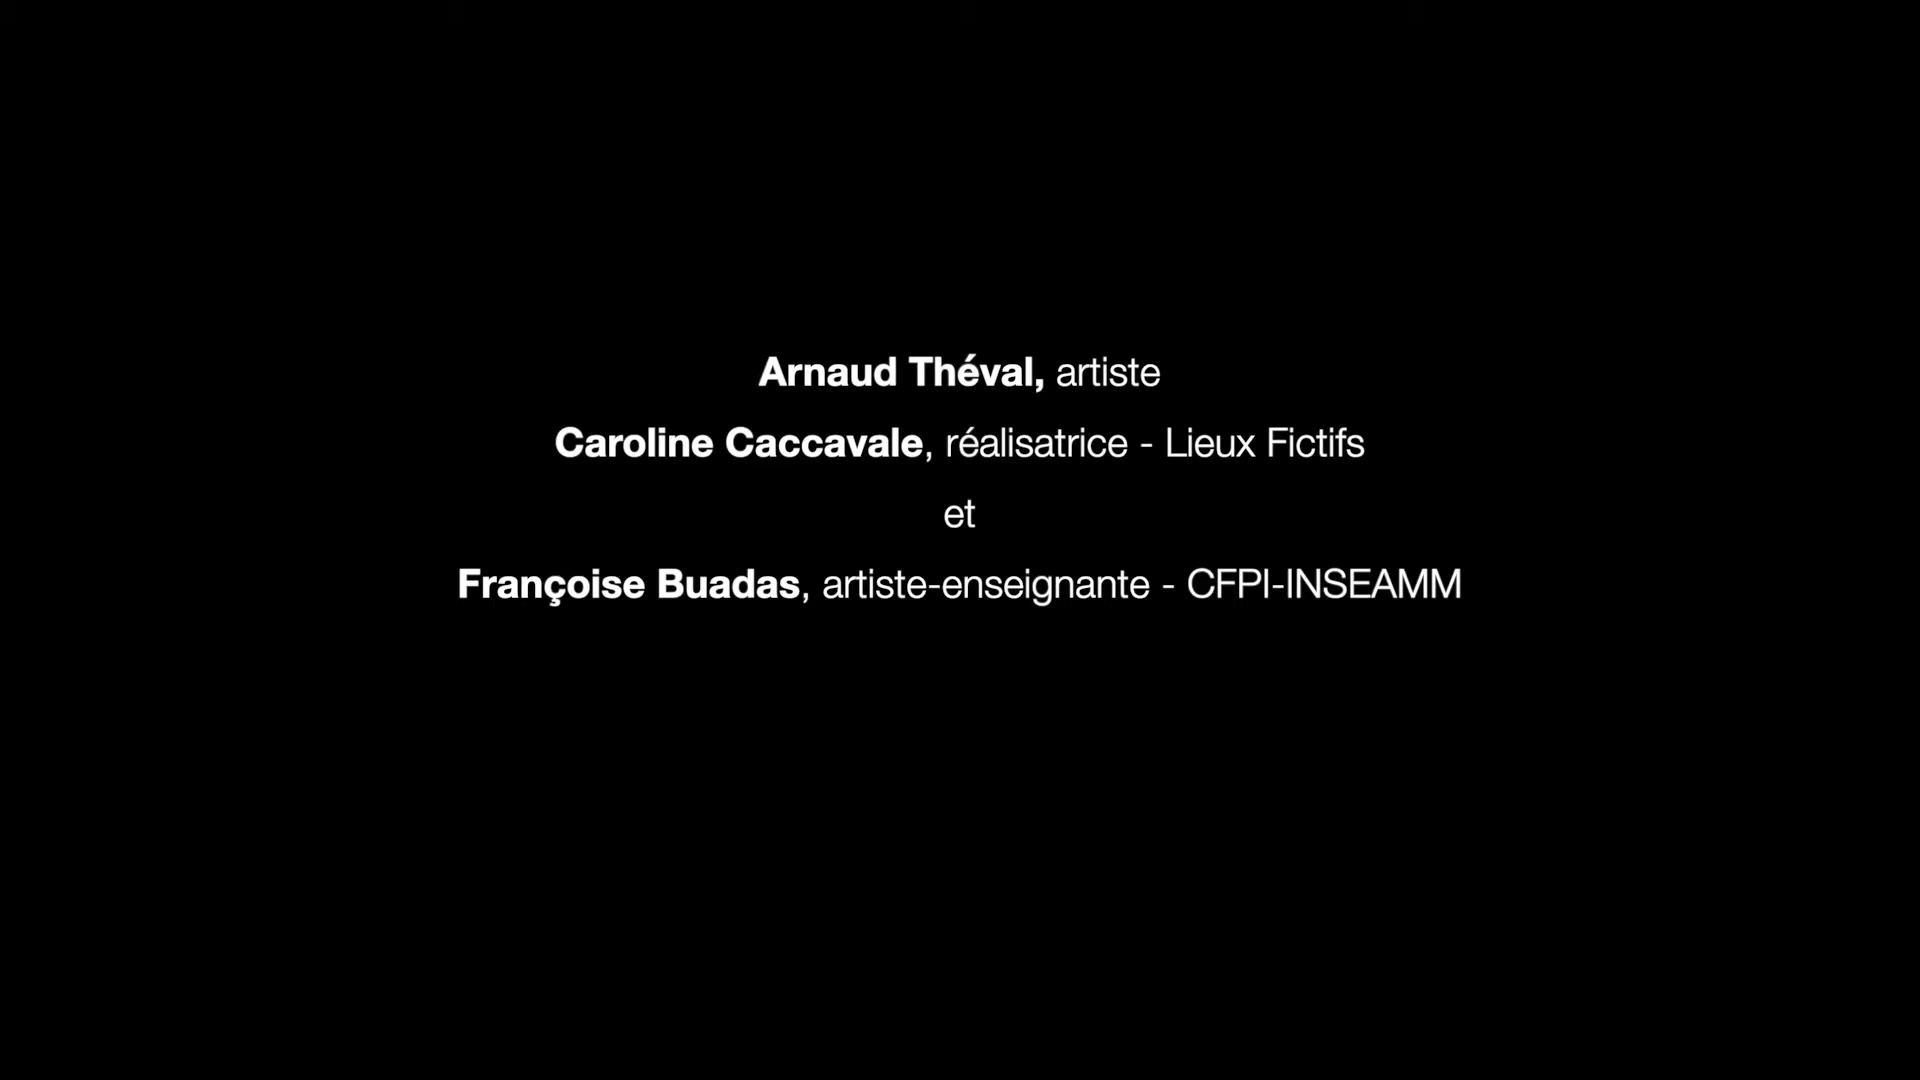 Arnaud Théval, artiste
Caroline Caccavale, réalisatrice - Lieux Fictifs
et
Françoise Buadas, artiste-enseignante - CFPI-INSEAMM